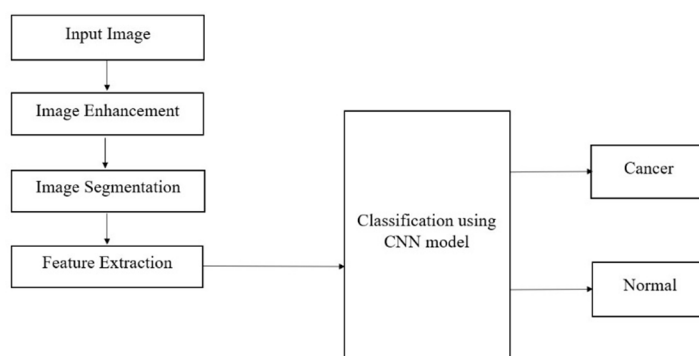 Input Image
Image Enhancement
Image Segmentation
Feature Extraction
Classification using
CNN model
Cancer
Normal